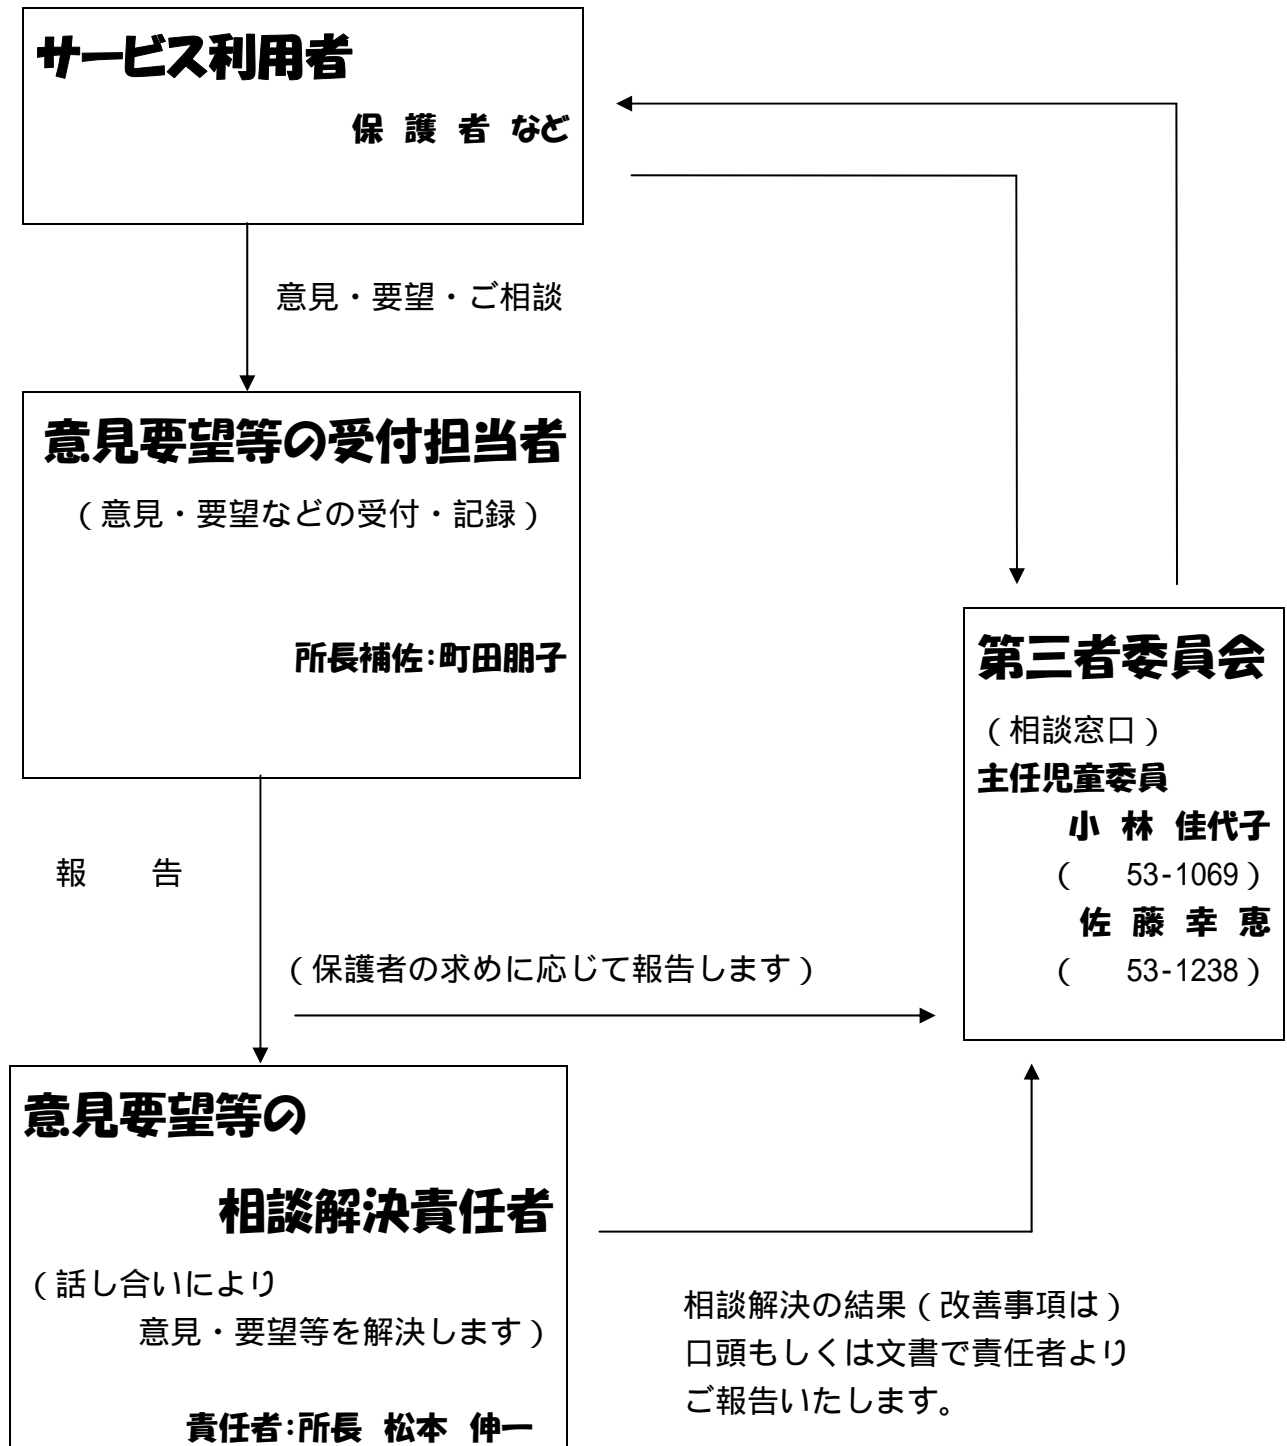 サービス利用者
保 護 者 など
意見・要望・ご相談
意見要望等の受付担当者
（意見・要望などの受付・記録）
所長補佐：町田朋子
第三者委員会
（相談窓口）
主任児童委員
小 林 佳代子
（　53-1069）
佐 藤 幸 恵
（　53-1238）
報　告
（保護者の求めに応じて報告します）
意見要望等の
相談解決責任者
（話し合いにより
意見・要望等を解決します）
責任者：所長 松本 伸一
相談解決の結果（改善事項は）
口頭もしくは文書で責任者より
ご報告いたします。